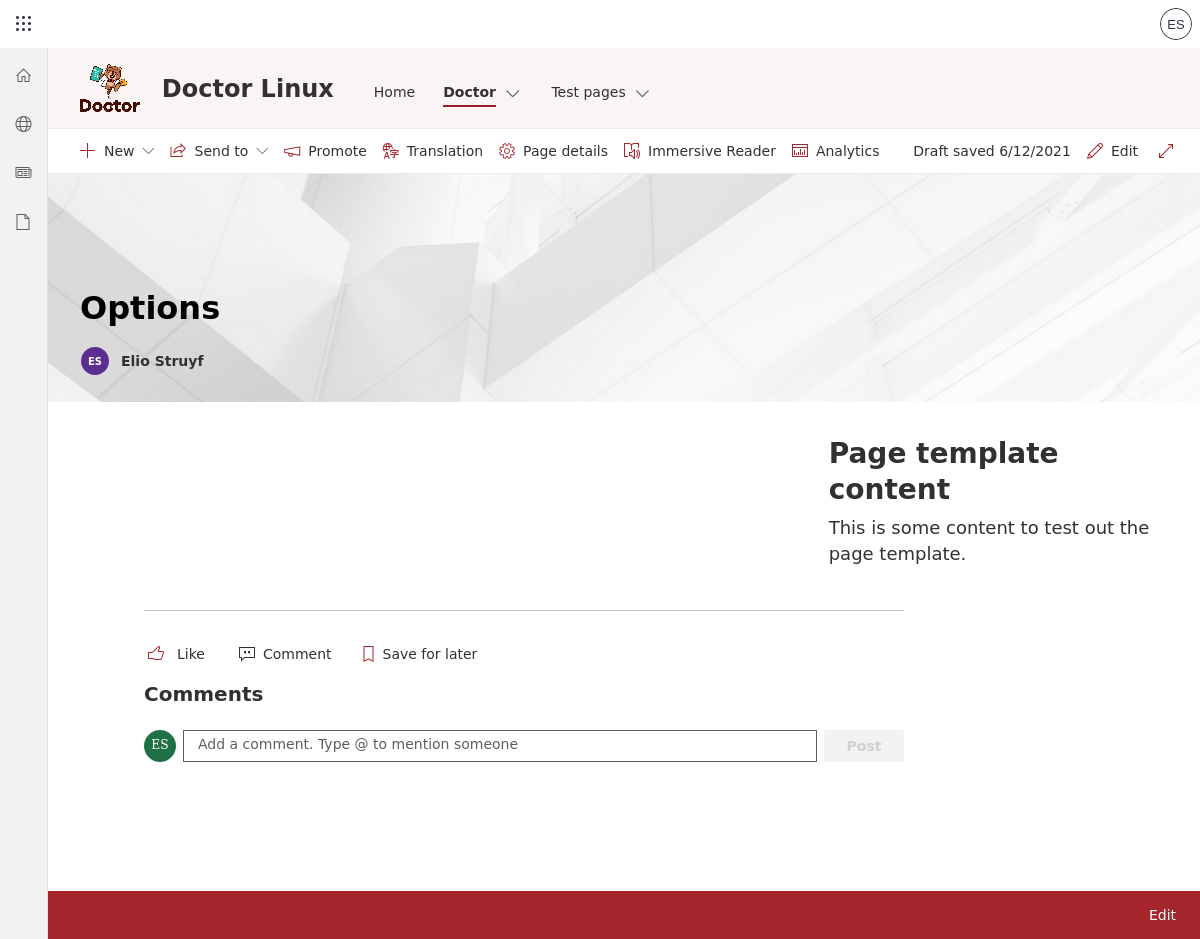 ES
Doctor
Doctor Linux
Home
Doctor
Test pages
New
Send to
Promote
Translation
Page details
Immersive Reader
Analytics
Draft saved 6/12/2021
Edit
Options
ES
Elio Struyf
Page template
content
This is some content to test out the
page template.
Like
Comment
Save for later
Comments
ES
Add a comment. Type @ to mention someone
Post
Edit